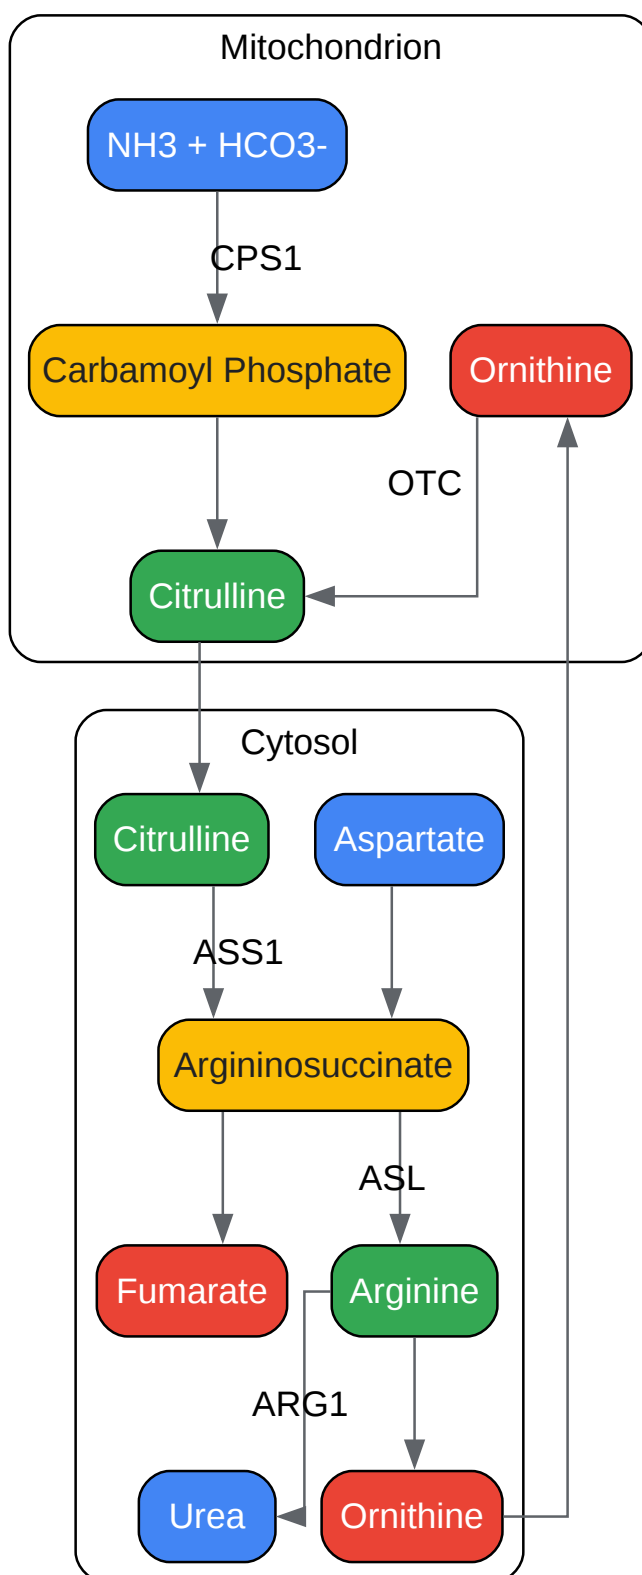 Mitochondrion
NH3 + HCO3-
CPS1
Carbamoyl Phosphate
Ornithine
OTC
Citrulline
Cytosol
Citrulline
Aspartate
ASS1
Argininosuccinate
ASL
Fumarate
Arginine
ARG1
Urea
Ornithine